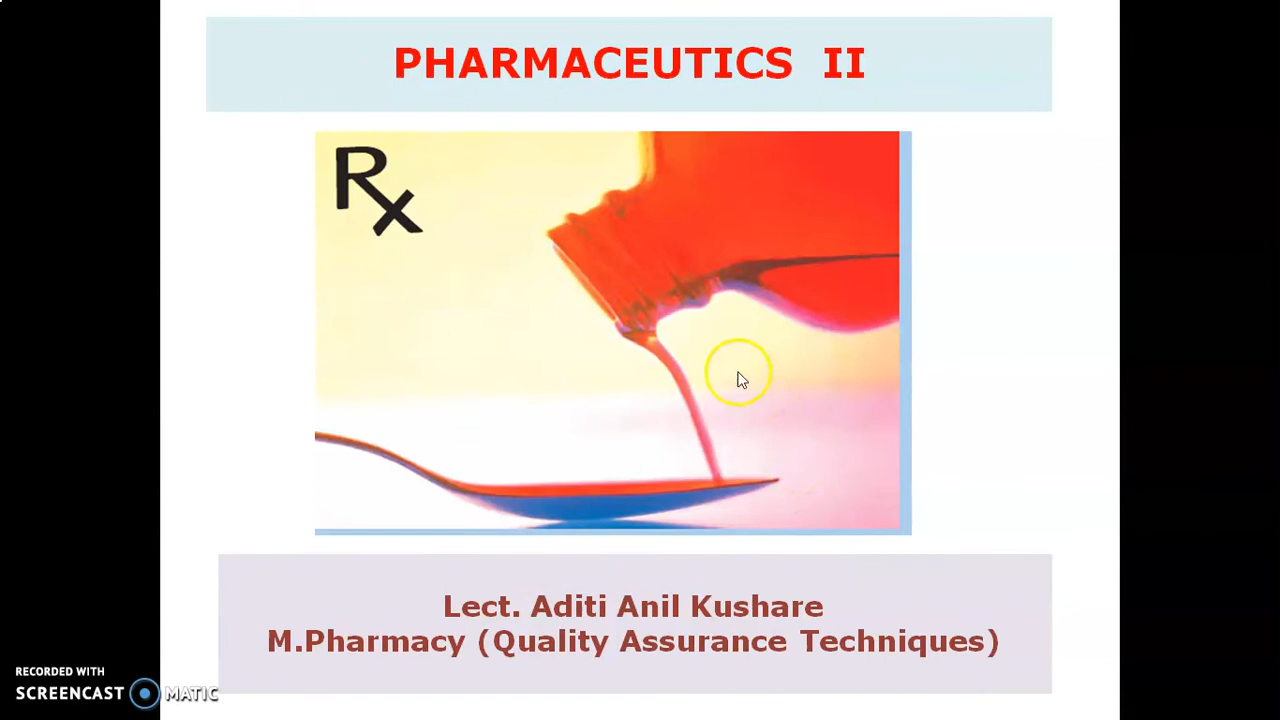 PHARMACEUTICS II
Rx
Lect. Aditi Anil Kushare
M.Pharmacy (Quality Assurance Techniques)
RECORDED WITH
SCREENCAST MATIC